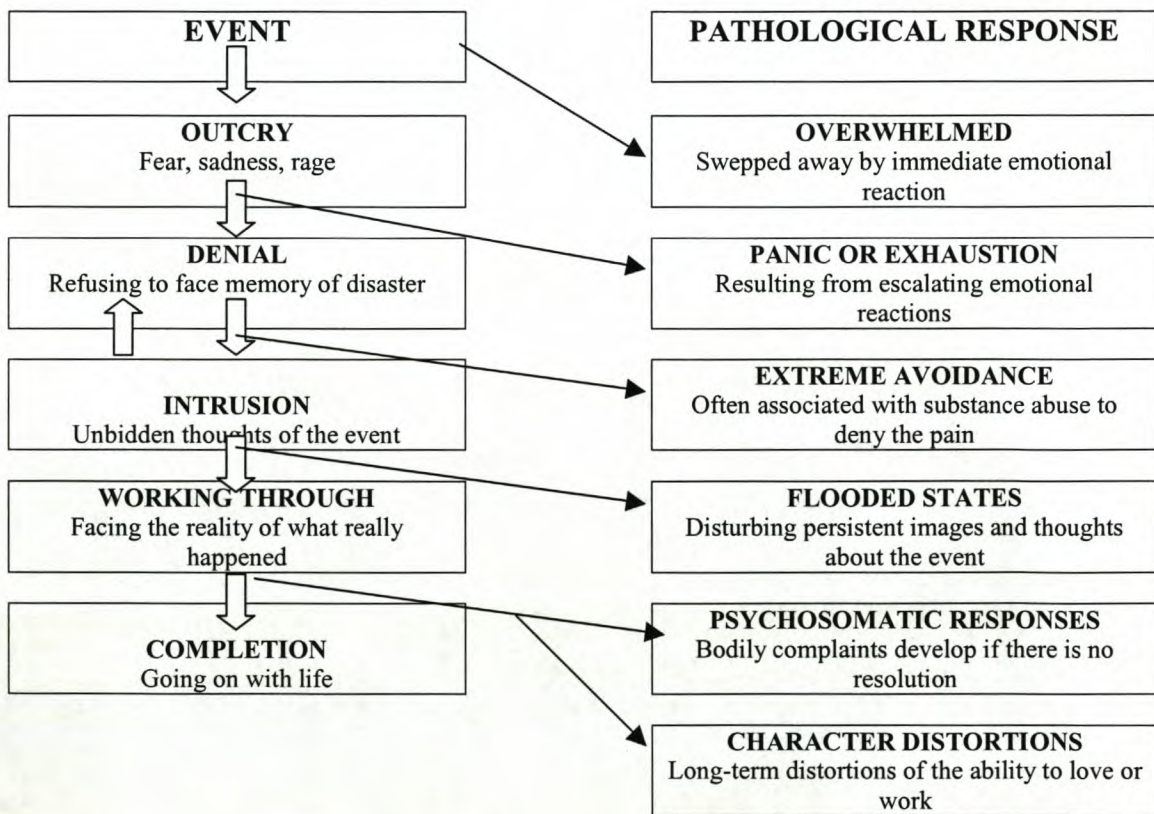 EVENT
OUTCRY
Fear, sadness, rage
DENIAL
Refusing to face memory of disaster
INTRUSION
Unbidden thoughts of the event
WORKING THROUGH
Facing the reality of what really
happened
COMPLETION
Going on with life
PATHOLOGICAL RESPONSE
OVERWHELMED
Swepped away by immediate emotional
reaction
PANIC OR EXHAUSTION
Resulting from escalating emotional
reactions
EXTREME AVOIDANCE
Often associated with substance abuse to
deny the pain
FLOODED STATES
Disturbing persistent images and thoughts
about the event
PSYCHOSOMATIC RESPONSES
Bodily complaints develop if there is no
resolution
CHARACTER DISTORTIONS
Long-term distortions of the ability to love or
work